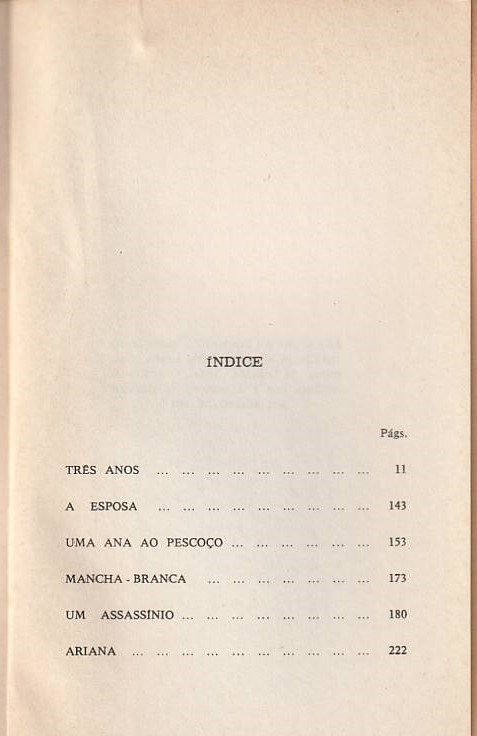 ÍNDICE
Págs.
TRÊS ANOS ... ... ... ... ... ... ... ... ... 11
A ESPOSA ... ... ... ... ... ... ... ... ... 143
UMA ANA AO PESCOÇO ... ... ... ... ... ... 153
MANCHA-BRANCA ... ... ... ... ... ... ... 173
UM ASSASSÍNIO ... ... ... ... ... ... ... ... 180
ARIANA ... ... ... ... ... ... ... ... ... ... 222